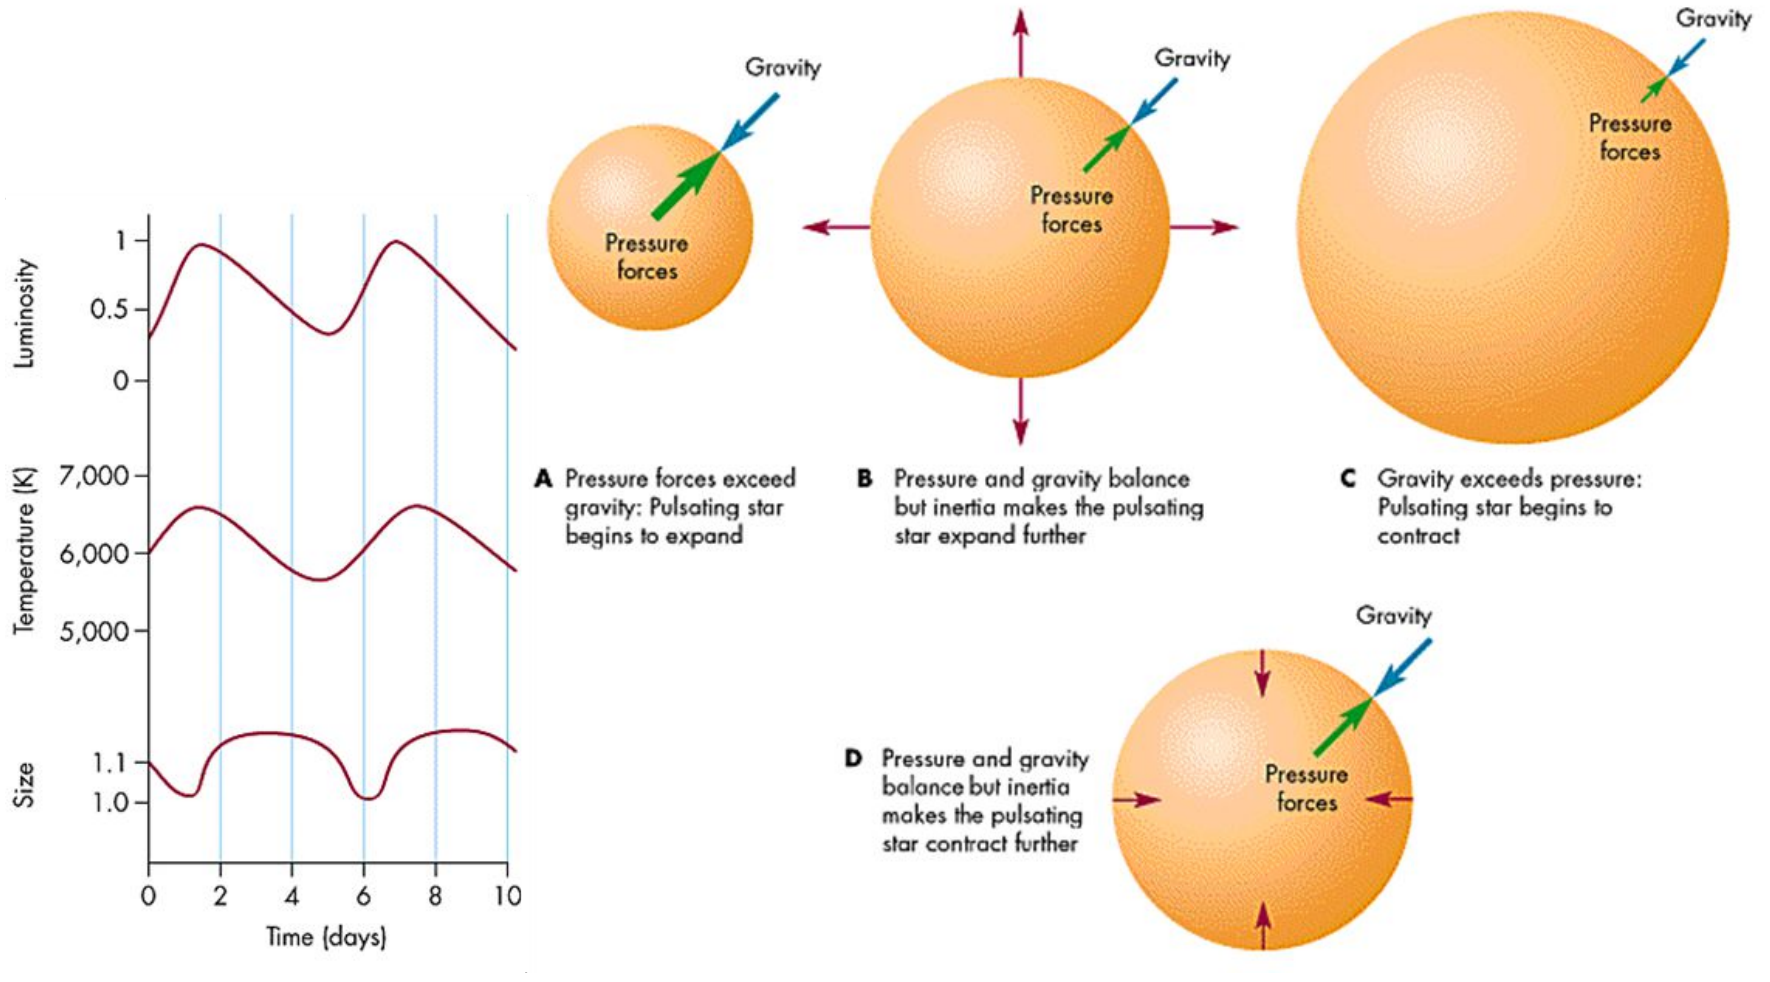 Luminosity
1
0.5
0
Temperature (K)
7,000
6,000
5,000
Size
1.1
1.0
0 2 4 6 8 10
Time (days)
Gravity
Pressure
forces
A Pressure forces exceed
gravity: Pulsating star
begins to expand
Gravity
Pressure
forces
B Pressure and gravity balance
but inertia makes the pulsating
star expand further
Gravity
Pressure
forces
C Gravity exceeds pressure:
Pulsating star begins to
contract
Gravity
Pressure
forces
D Pressure and gravity
balance but inertia
makes the pulsating
star contract further